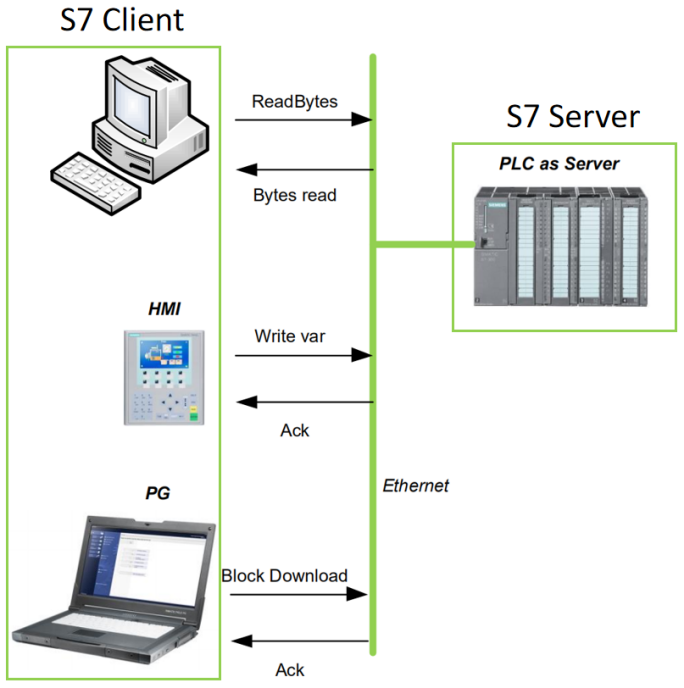 S7 Client
ReadBytes
S7 Server
PLC as Server
SIEMENS
Bytes read
HMI
Write var
Ack
Ethernet
PG
Block Download
Ack